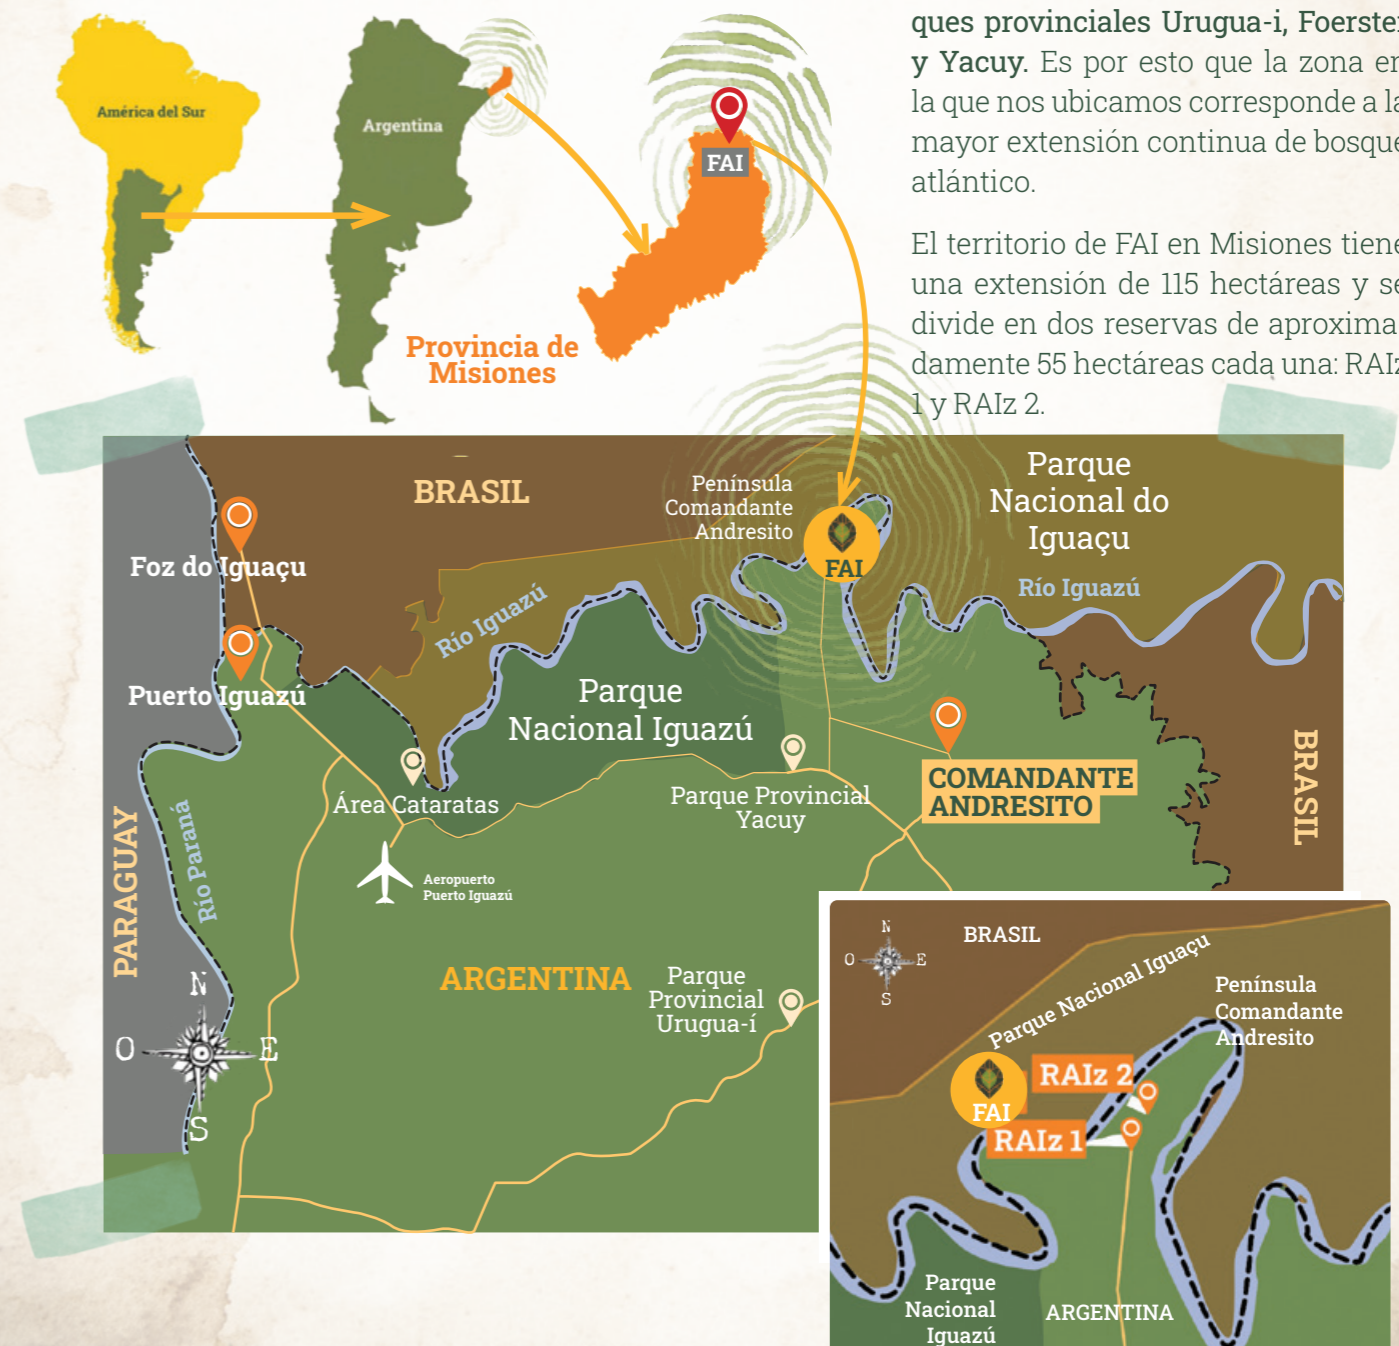 ques provinciales Urugua-i, Foerster
y Yacuy. Es por esto que la zona en
la que nos ubicamos corresponde a la
mayor extensión continua de bosque
atlántico.
El territorio de FAI en Misiones tiene
una extensión de 115 hectáreas y se
divide en dos reservas de aproxima-
damente 55 hectáreas cada una: RAIz
1 y RAIz 2.
América del Sur
Argentina
FAI
Provincia de
Misiones
BRASIL
Península
Comandante
Andresito
FAI
Parque
Nacional do
Iguaçu
Río Iguazú
Foz do Iguaçu
Río Iguazú
Puerto Iguazú
Parque
Nacional Iguazú
COMANDANTE
ANDRESITO
BRASIL
Área Cataratas
Parque Provincial
Yacuy
PARAGUAY
Río Paraná
Aeropuerto
Puerto Iguazú
ARGENTINA
Parque
Provincial
Urugua-í
N
O
E
S
N
O
E
S
BRASIL
Parque Nacional Iguaçu
Península
Comandante
Andresito
FAI
RAIz 2
RAIz 1
Parque
Nacional
Iguazú
ARGENTINA